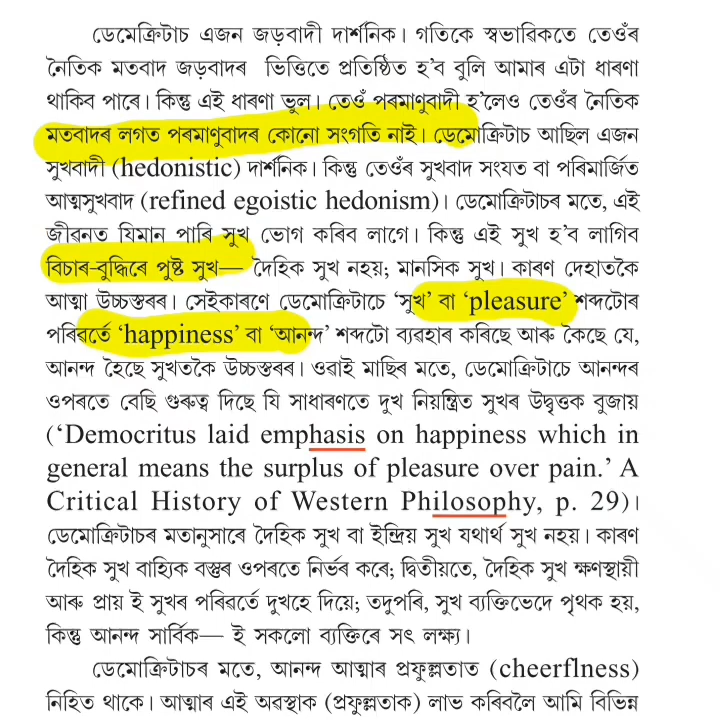 ডেমোক্ৰিটাচ এজন জড়বাদী দাৰ্শনিক। গতিকে স্বভাৱিকতে তেওঁৰ
নৈতিক মতবাদ জড়বাদৰ ভিত্তিতে প্ৰতিষ্ঠিত হ’ব বুলি আমাৰ এটা ধাৰণা
থাকিব পাৰে। কিন্তু এই ধাৰণা ভুল। তেওঁ পৰমাণুবাদী হ’লেও তেওঁৰ নৈতিক
মতবাদৰ লগত পৰমাণুবাদৰ কোনো সংগতি নাই। ডেমোক্ৰিটাচ আছিল এজন
সুখবাদী (hedonistic) দাৰ্শনিক। কিন্তু তেওঁৰ সুখবাদ সংযত বা পৰিমাৰ্জিত
আত্মসুখবাদ (refined egoistic hedonism)। ডেমোক্ৰিটাচৰ মতে, এই
জীৱনত যিমান পাৰি সুখ ভোগ কৰিব লাগে। কিন্তু এই সুখ হ’ব লাগিব
বিচাৰ-বুদ্ধিৰে পুষ্ট সুখ— দৈহিক সুখ নহয়; মানসিক সুখ। কাৰণ দেহাতকৈ
আত্মা উচ্চস্তৰৰ। সেইকাৰণে ডেমোক্ৰিটাচে ‘সুখ’ বা ‘pleasure’ শব্দটোৰ
পৰিৱৰ্তে ‘happiness’ বা ‘আনন্দ’ শব্দটো ব্যৱহাৰ কৰিছে আৰু কৈছে যে,
আনন্দ হৈছে সুখতকৈ উচ্চস্তৰৰ। ওৱাই মাছিৰ মতে, ডেমোক্ৰিটাচে আনন্দৰ
ওপৰতে বেছি গুৰুত্ব দিছে যি সাধাৰণতে দুখ নিয়ন্ত্ৰিত সুখৰ উদ্বৃত্তক বুজায়
(‘Democritus laid emphasis on happiness which in
general means the surplus of pleasure over pain.’ A
Critical History of Western Philosophy, p. 29)।
ডেমোক্ৰিটাচৰ মতানুসাৰে দৈহিক সুখ বা ইন্দ্ৰিয় সুখ যথাৰ্থ সুখ নহয়। কাৰণ
দৈহিক সুখ বাহ্যিক বস্তুৰ ওপৰতে নিৰ্ভৰ কৰে; দ্বিতীয়তে, দৈহিক সুখ ক্ষণস্থায়ী
আৰু প্ৰায় ই সুখৰ পৰিৱৰ্তে দুখহে দিয়ে; তদুপৰি, সুখ ব্যক্তিভেদে পৃথক হয়,
কিন্তু আনন্দ সাৰ্বিক— ই সকলো ব্যক্তিৰে সৎ লক্ষ্য।
ডেমোক্ৰিটাচৰ মতে, আনন্দ আত্মাৰ প্ৰফুল্লতাত (cheerflness)
নিহিত থাকে। আত্মাৰ এই অৱস্থাক (প্ৰফুল্লতাক) লাভ কৰিবলৈ আমি বিভিন্ন